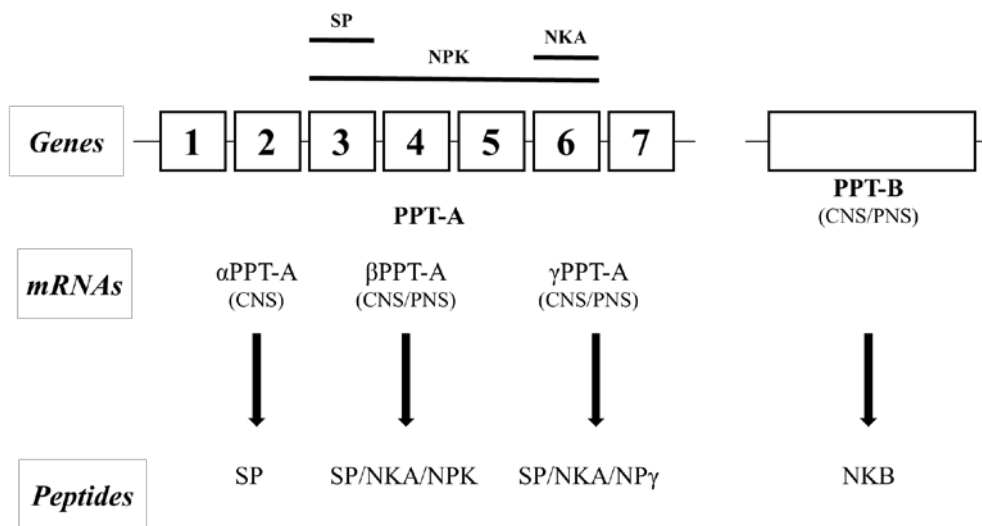 SP
NPK
NKA
Genes
1 2 3 4 5 6 7
PPT-A
PPT-B
(CNS/PNS)
mRNAs
αPPT-A
(CNS)
βPPT-A
(CNS/PNS)
γPPT-A
(CNS/PNS)
Peptides
SP
SP/NKA/NPK
SP/NKA/NPγ
NKB